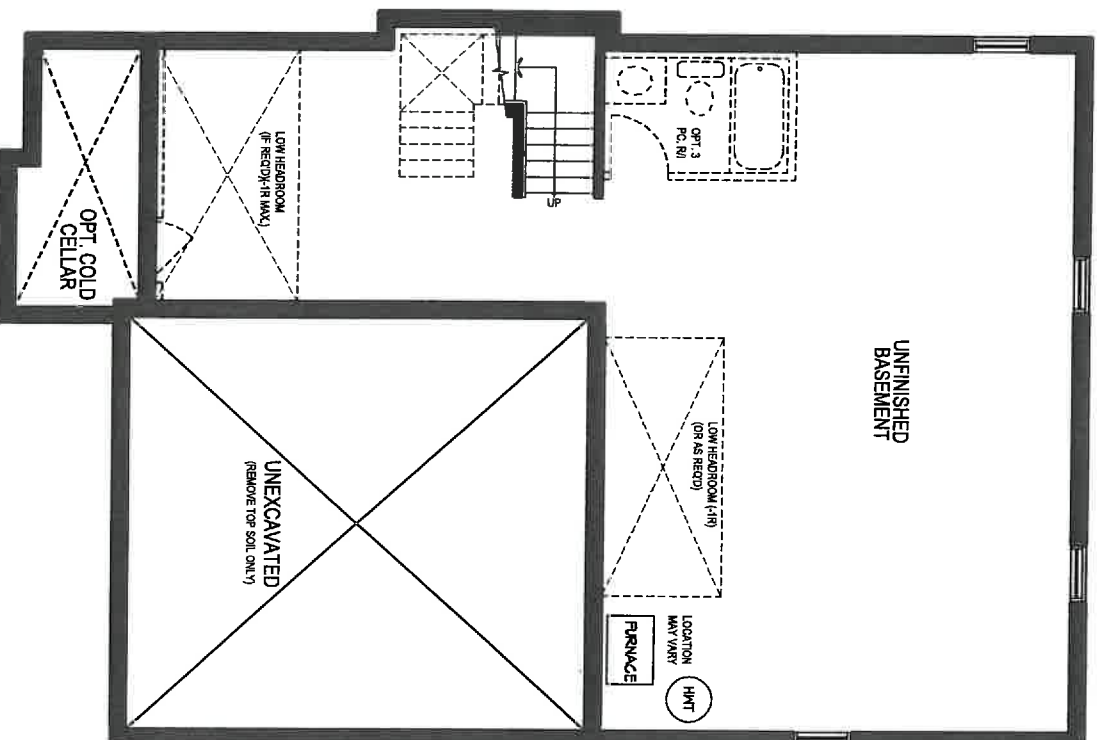 UNFINISHED
BASEMENT
OPT. 3
PC. R/I
UP
LOW HEADROOM
(IF REQ'D)(-1R MAX.)
OPT. COLD
CELLAR
LOW HEADROOM (-1R)
(OR AS REQ'D)
LOCATION
MAY VARY
HWT
FURNACE
UNEXCAVATED
(REMOVE TOP SOIL ONLY)